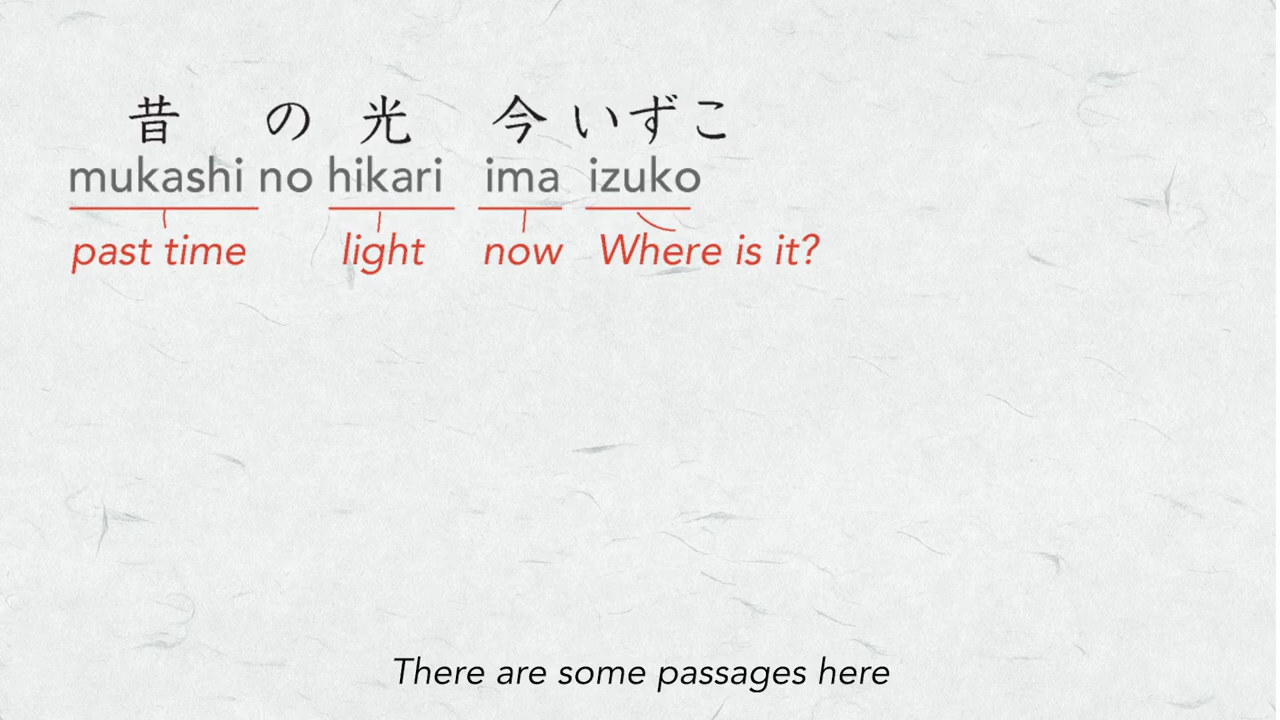 昔 の 光 今 いずこ
mukashi no hikari ima izuko
past time light now Where is it?
There are some passages here